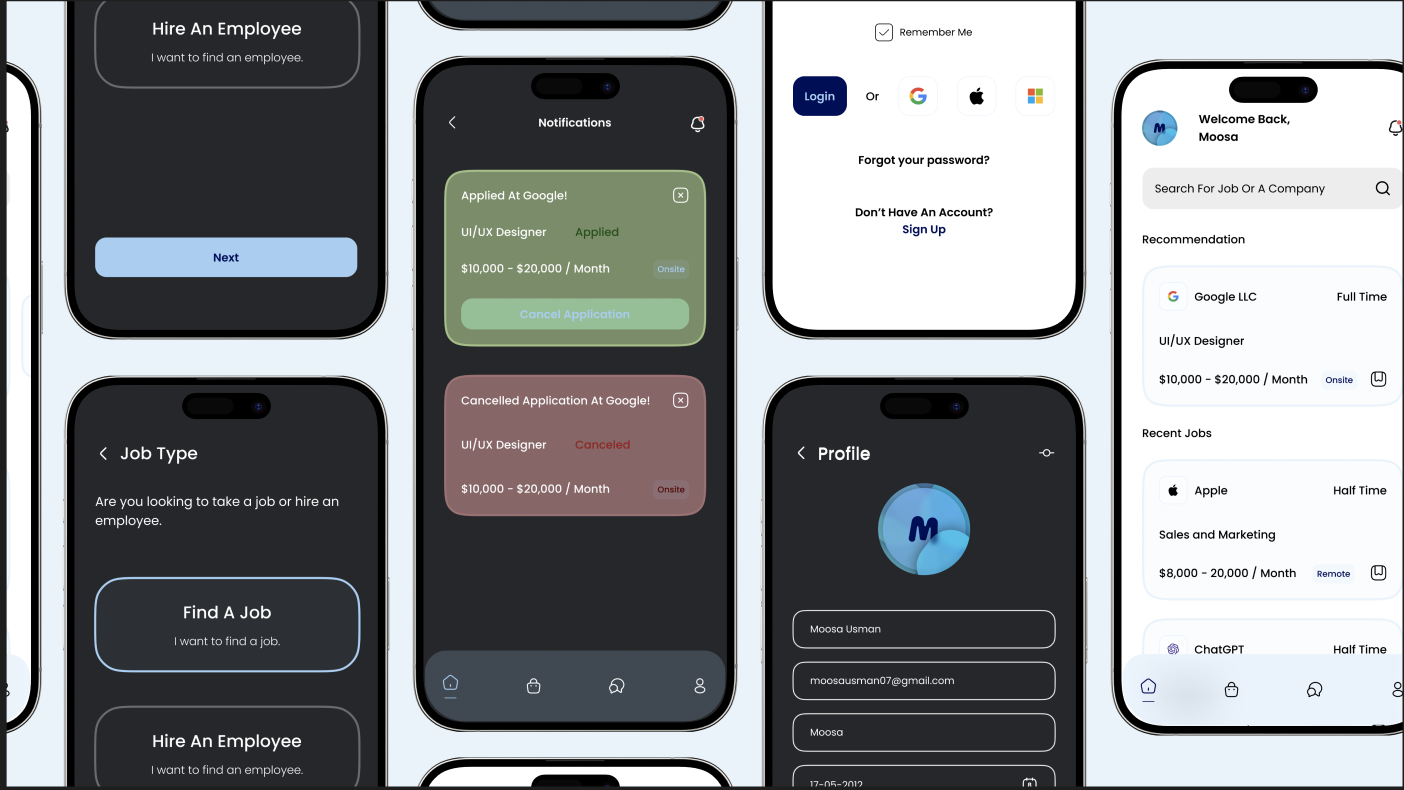 Hire An Employee
I want to find an employee.
Next
Job Type
Are you looking to take a job or hire an
employee.
Find A Job
I want to find a job.
Hire An Employee
I want to find an employee.
Notifications
Applied At Google!
UI/UX Designer Applied
$10,000 - $20,000 / Month Onsite
Cancel Application
Cancelled Application At Google!
UI/UX Designer Canceled
$10,000 - $20,000 / Month Onsite
Remember Me
Login Or
Forgot your password?
Don't Have An Account?
Sign Up
Profile
M
Moosa Usman
moosausman07@gmail.com
Moosa
17-05-2012
M
Welcome Back,
Moosa
Search For Job Or A Company
Recommendation
Google LLC Full Time
UI/UX Designer
$10,000 - $20,000 / Month Onsite
Recent Jobs
Apple Half Time
Sales and Marketing
$8,000 - 20,000 / Month Remote
ChatGPT Half Time